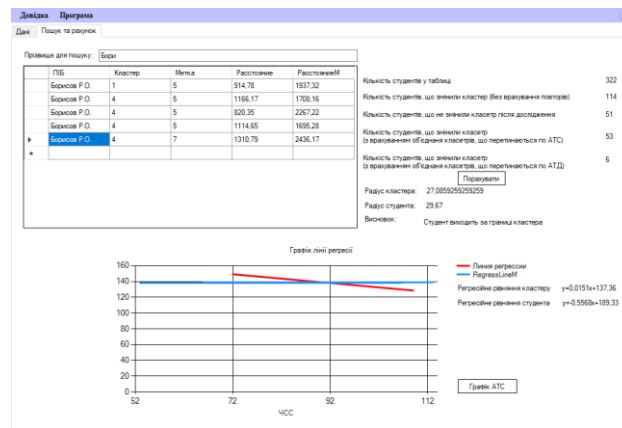 Довідка Програма
Дані Пошук та рахунок
Прізвище для пошуку: Бори
ПІБ Кластер Метка Расстояние РасстояниеМ
Борисов Р.О. 1 5 914,78 1937,32
Борисов Р.О. 4 5 1166,17 1708,16
Борисов Р.О. 4 5 820,35 2267,22
Борисов Р.О. 4 5 1114,65 1695,28
Борисов Р.О. 4 7 1310,79 2436,17
Кількість студентів у таблиці 322
Кількість студентів, що змінили кластер (без врахування повторів) 114
Кількість студентів, що не змінили класетр після дослідження 51
Кількість студентів, що змінили класетр
(з врахуванням об'єднаня класетрів, що перетинаються по АТС) 53
Кількість студентів, що змінили класетр
(з врахуванням об'єднаня класетрів, що перетинаються по АТД) 6
Порахувати
Радіус кластера: 27,0859259259259
Радіус студента: 29,67
Висновок: Студент виходить за границі кластера
Графік лінії регресії
160
140
120
100
80
60
40
20
0
52 72 92 112
ЧСС
Линия регрессии
RegressLineM
Регресійне рівняння кластеру y=0,0151x+137,36
Регресійне рівняння студента y=-0,5568x+189,33
Графік АТС